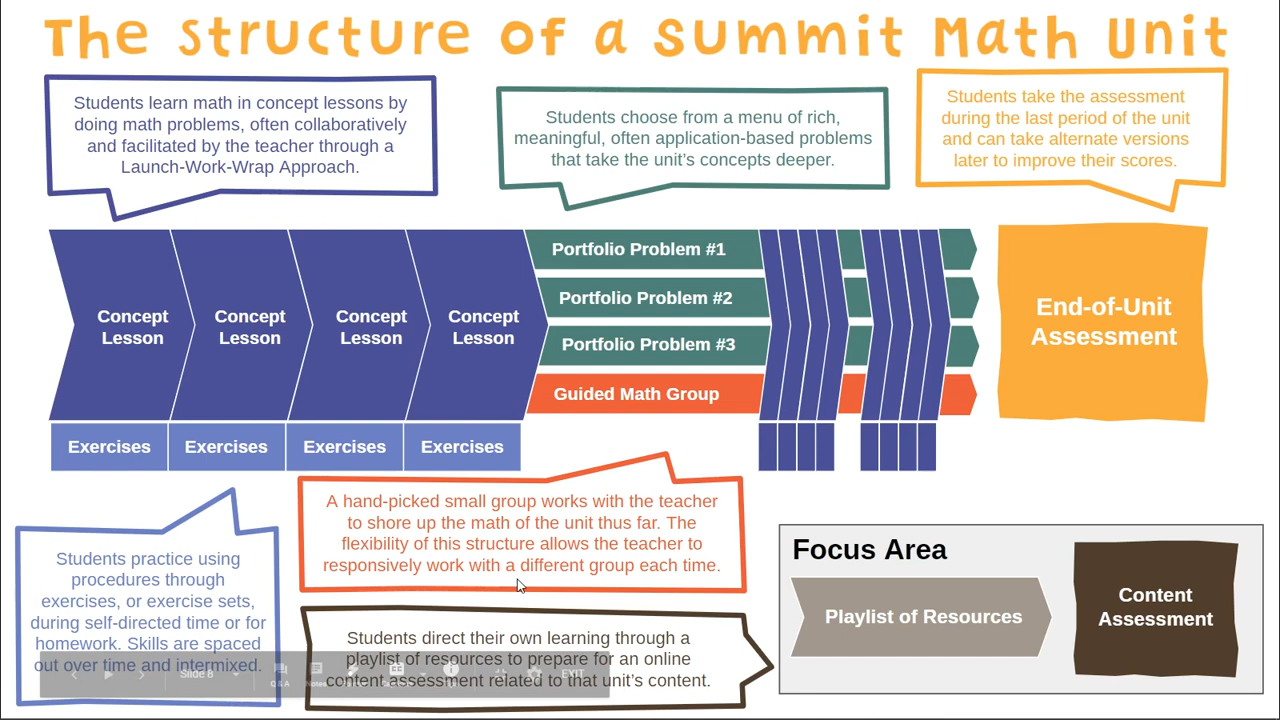 The Structure of a Summit Math Unit
Students learn math in concept lessons by
doing math problems, often collaboratively
and facilitated by the teacher through a
Launch-Work-Wrap Approach.
Students choose from a menu of rich,
meaningful, often application-based problems
that take the unit's concepts deeper.
Students take the assessment
during the last period of the unit
and can take alternate versions
later to improve their scores.
Concept
Lesson
Concept
Lesson
Concept
Lesson
Concept
Lesson
Portfolio Problem #1
Portfolio Problem #2
Portfolio Problem #3
Guided Math Group
End-of-Unit
Assessment
Exercises
Exercises
Exercises
Exercises
A hand-picked small group works with the teacher
to shore up the math of the unit thus far. The
flexibility of this structure allows the teacher to
responsively work with a different group each time.
Students practice using
procedures through
exercises, or exercise sets,
during self-directed time or for
homework. Skills are spaced
out over time and intermixed.
Students direct their own learning through a
playlist of resources to prepare for an online
content assessment related to that unit's content.
Focus Area
Playlist of Resources
Content
Assessment
Slide 8
Q&A
Notes
EXIT